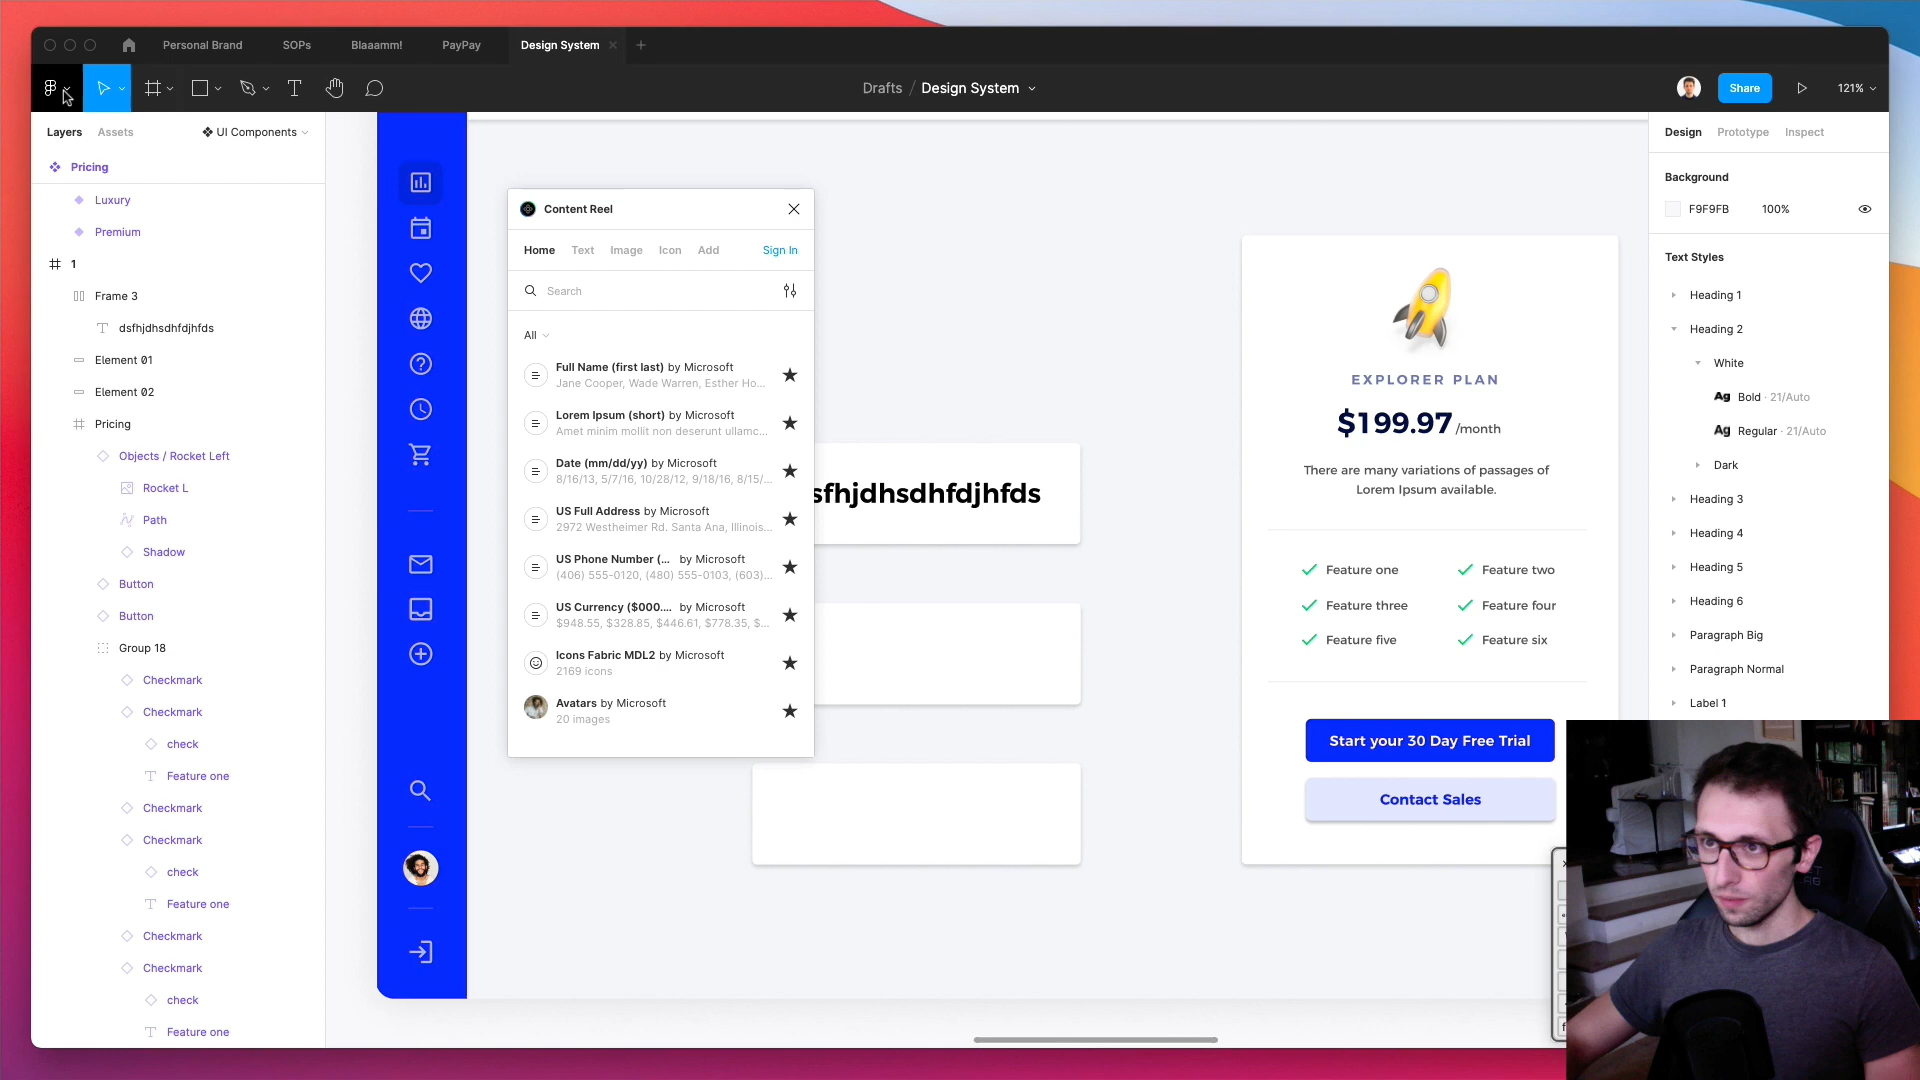 Personal Brand
SOPs
Blaaamm!
PayPay
Design System
Drafts / Design System
Share
121%
Layers
Assets
UI Components
Pricing
Luxury
Premium
1
Frame 3
dsfhjdhsdhfdjhfds
Element 01
Element 02
Pricing
Objects / Rocket Left
Rocket L
Path
Shadow
Button
Button
Group 18
Checkmark
Checkmark
check
Feature one
Checkmark
Checkmark
check
Feature one
Checkmark
Checkmark
check
Feature one
Content Reel
Home
Text
Image
Icon
Add
Sign In
Search
All
Full Name (first last) by Microsoft
Jane Cooper, Wade Warren, Esther Ho...
Lorem Ipsum (short) by Microsoft
Amet minim mollit non deserunt ullamc...
Date (mm/dd/yy) by Microsoft
8/16/13, 5/7/16, 10/28/12, 9/18/16, 8/15/...
US Full Address by Microsoft
2972 Westheimer Rd. Santa Ana, Illinois...
US Phone Number (... by Microsoft
(406) 555-0120, (480) 555-0103, (603)...
US Currency ($000.... by Microsoft
$948.55, $328.85, $446.61, $778.35, $...
Icons Fabric MDL2 by Microsoft
2169 icons
Avatars by Microsoft
20 images
sfhjdhsdhfdjhfds
EXPLORER PLAN
$199.97 /month
There are many variations of passages of
Lorem Ipsum available.
Feature one
Feature two
Feature three
Feature four
Feature five
Feature six
Start your 30 Day Free Trial
Contact Sales
Design
Prototype
Inspect
Background
F9F9FB
100%
Text Styles
Heading 1
Heading 2
White
Ag Bold · 21/Auto
Ag Regular · 21/Auto
Dark
Heading 3
Heading 4
Heading 5
Heading 6
Paragraph Big
Paragraph Normal
Label 1